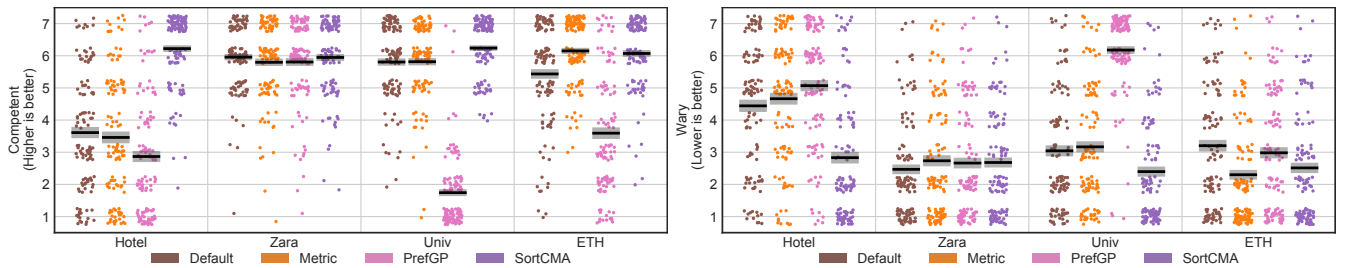 Competent
(Higher is better)
7
6
5
4
3
2
1
Hotel
Zara
Univ
ETH
Default
Metric
PrefGP
SortCMA
Wary
(Lower is better)
7
6
5
4
3
2
1
Hotel
Zara
Univ
ETH
Default
Metric
PrefGP
SortCMA